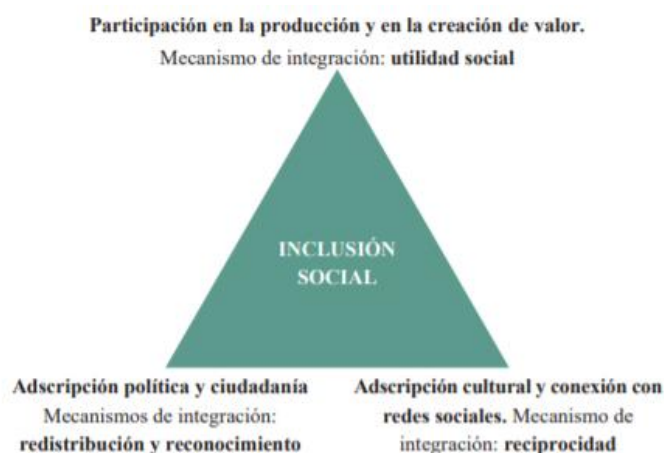 Participación en la producción y en la creación de valor.
Mecanismo de integración: utilidad social
INCLUSIÓN
SOCIAL
Adscripción política y ciudadanía
Mecanismos de integración:
redistribución y reconocimiento
Adscripción cultural y conexión con
redes sociales. Mecanismo de
integración: reciprocidad